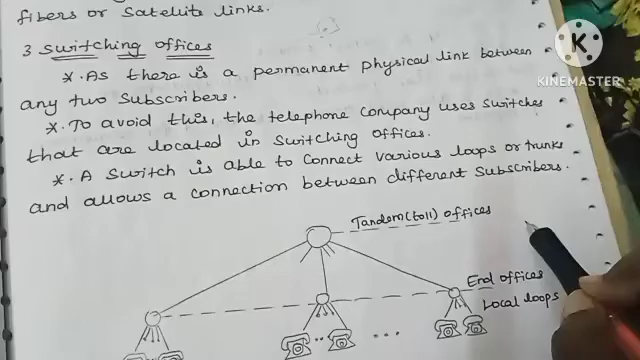 fibers or Satelite links.
3 Switching offices
*. As there is a permanent physical link between
any two Subscribers.
*. To avoid this, the telephone Company uses Switches
that are located in Switching offices.
*. A Switch is able to Connect Various loops or trunks
and allows a Connection between different Subscribers.
Tandom (toll) offices
End offices
Local loops
K
KINEMASTER